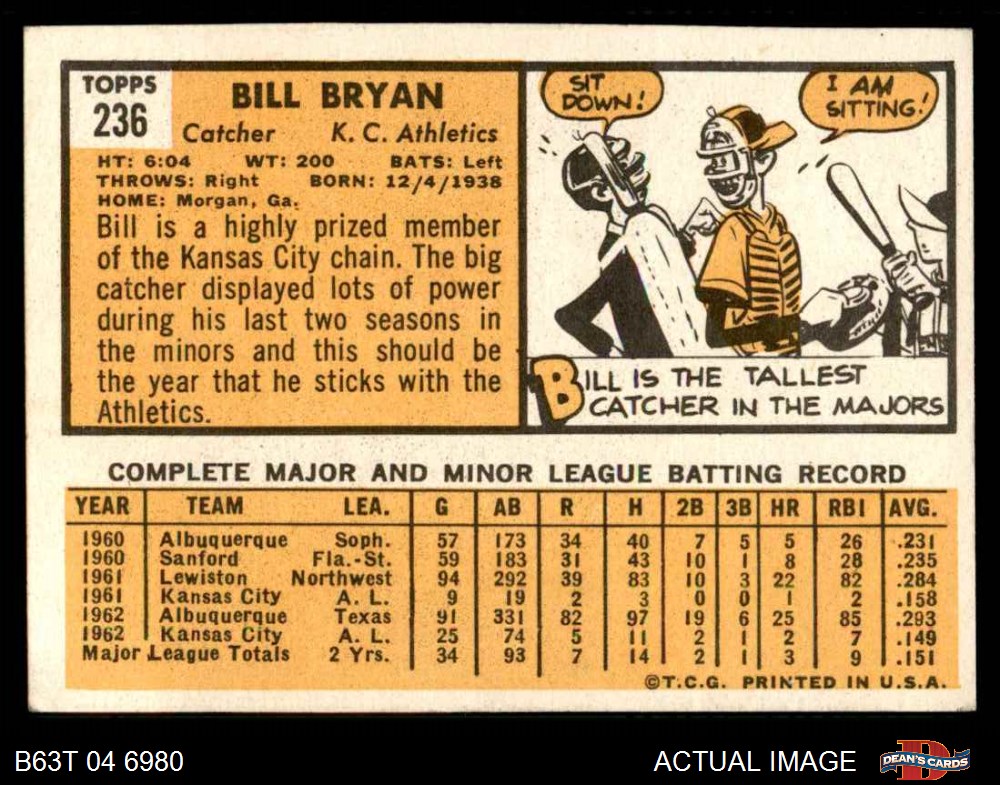 TOPPS
236
BILL BRYAN
Catcher K. C. Athletics
HT: 6:04 WT: 200 BATS: Left
THROWS: Right BORN: 12/4/1938
HOME: Morgan, Ga.
Bill is a highly prized member
of the Kansas City chain. The big
catcher displayed lots of power
during his last two seasons in
the minors and this should be
the year that he sticks with the
Athletics.
SIT
DOWN!
I AM
SITTING!
BILL IS THE TALLEST
CATCHER IN THE MAJORS
COMPLETE MAJOR AND MINOR LEAGUE BATTING RECORD
YEAR TEAM LEA. G AB R H 2B 3B HR RBI AVG.
1960 Albuquerque Soph. 57 173 34 40 7 5 5 26 .231
1960 Sanford Fla.-St. 59 183 31 43 10 1 8 28 .235
1961 Lewiston Northwest 94 292 39 83 10 3 22 82 .284
1961 Kansas City A. L. 9 19 2 3 0 0 1 2 .158
1962 Albuquerque Texas 91 331 82 97 19 6 25 85 .293
1962 Kansas City A. L. 25 74 5 11 2 1 2 7 .149
Major League Totals 2 Yrs. 34 93 7 14 2 1 3 9 .151
©T.C.G. PRINTED IN U.S.A.
B63T 04 6980 ACTUAL IMAGE
DEAN'S CARDS